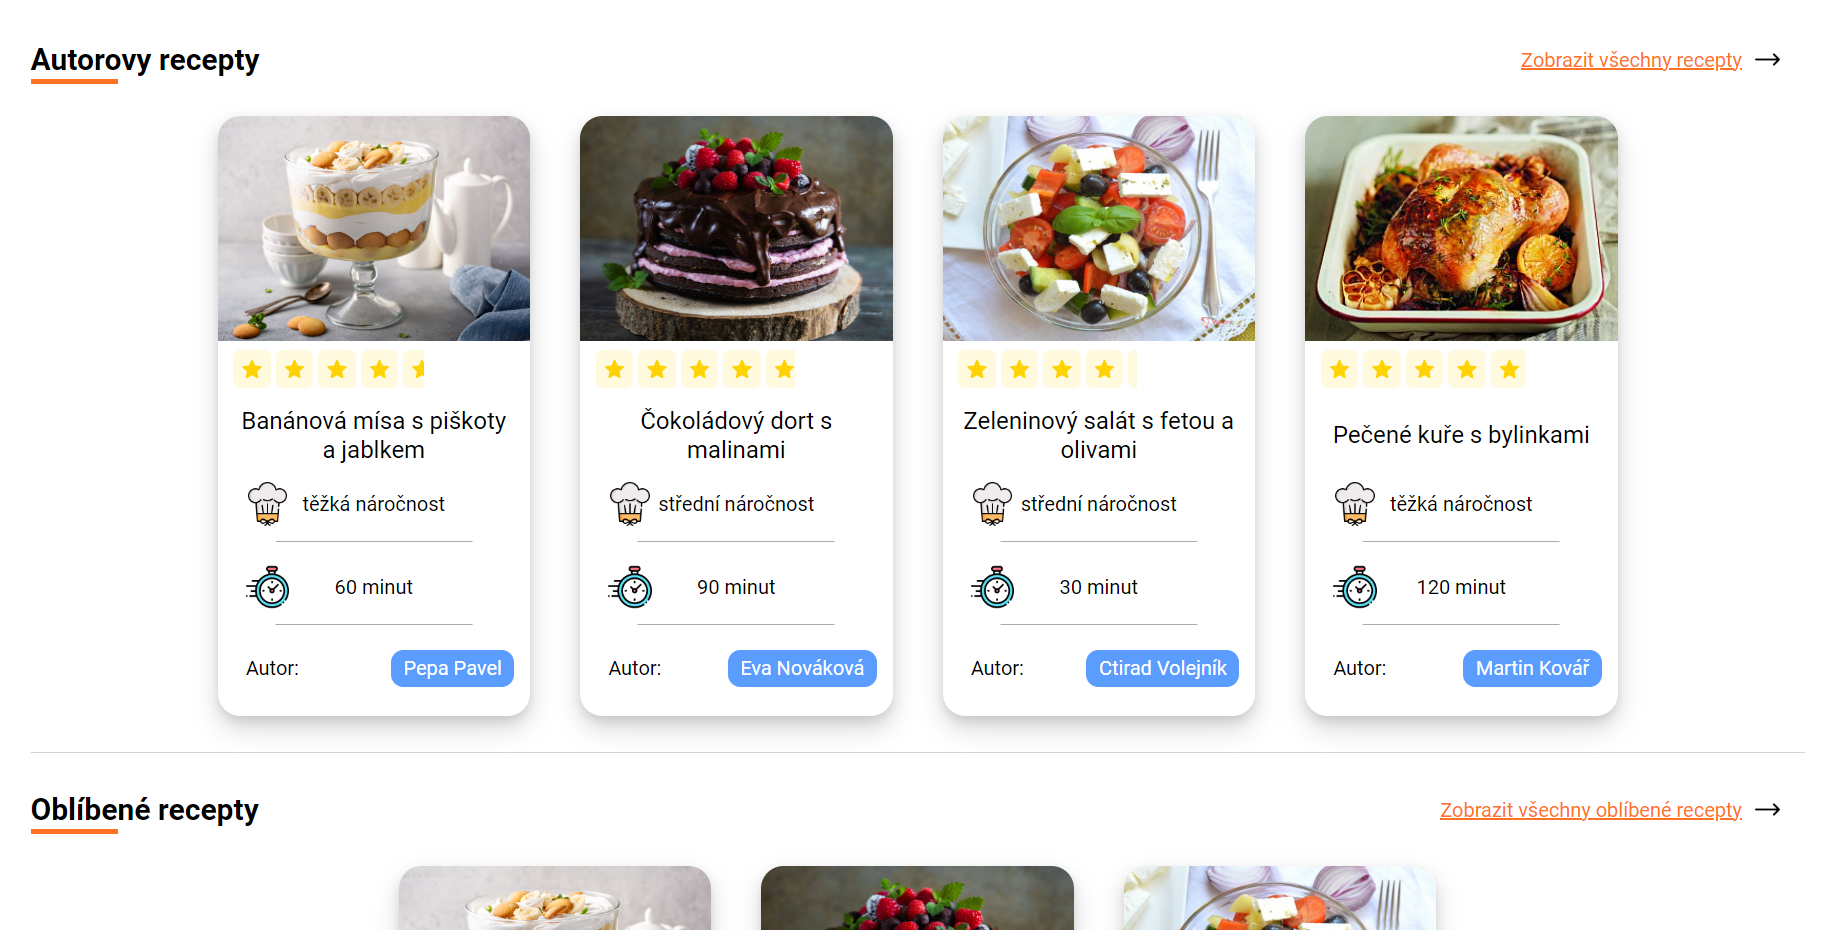 Autorovy recepty
Zobrazit všechny recepty
Banánová mísa s piškoty
a jablkem
těžká náročnost
60 minut
Autor:
Pepa Pavel
Čokoládový dort s
malinami
střední náročnost
90 minut
Autor:
Eva Nováková
Zeleninový salát s fetou a
olivami
střední náročnost
30 minut
Autor:
Ctirad Volejník
Pečené kuře s bylinkami
těžká náročnost
120 minut
Autor:
Martin Kovář
Oblíbené recepty
Zobrazit všechny oblíbené recepty